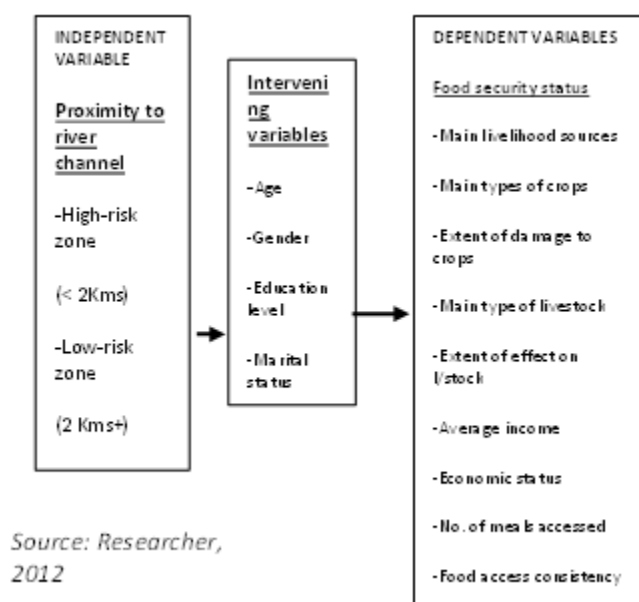 INDEPENDENT
VARIABLE
Proximity to
river
channel
-High-risk
zone
(< 2Kms)
-Low-risk
zone
(2 Kms+)
Interveni
ng
variables
-Age
-Gender
-Education
level
-Marital
status
DEPENDENT VARIABLES
Food security status
-Main livelihood sources
-Main types of crops
-Extent of damage to
crops
-Main type of livestock
-Extent of effect on
l/stock
-Average income
-Economic status
-No. of meals accessed
-Food access consistency
Source: Researcher,
2012